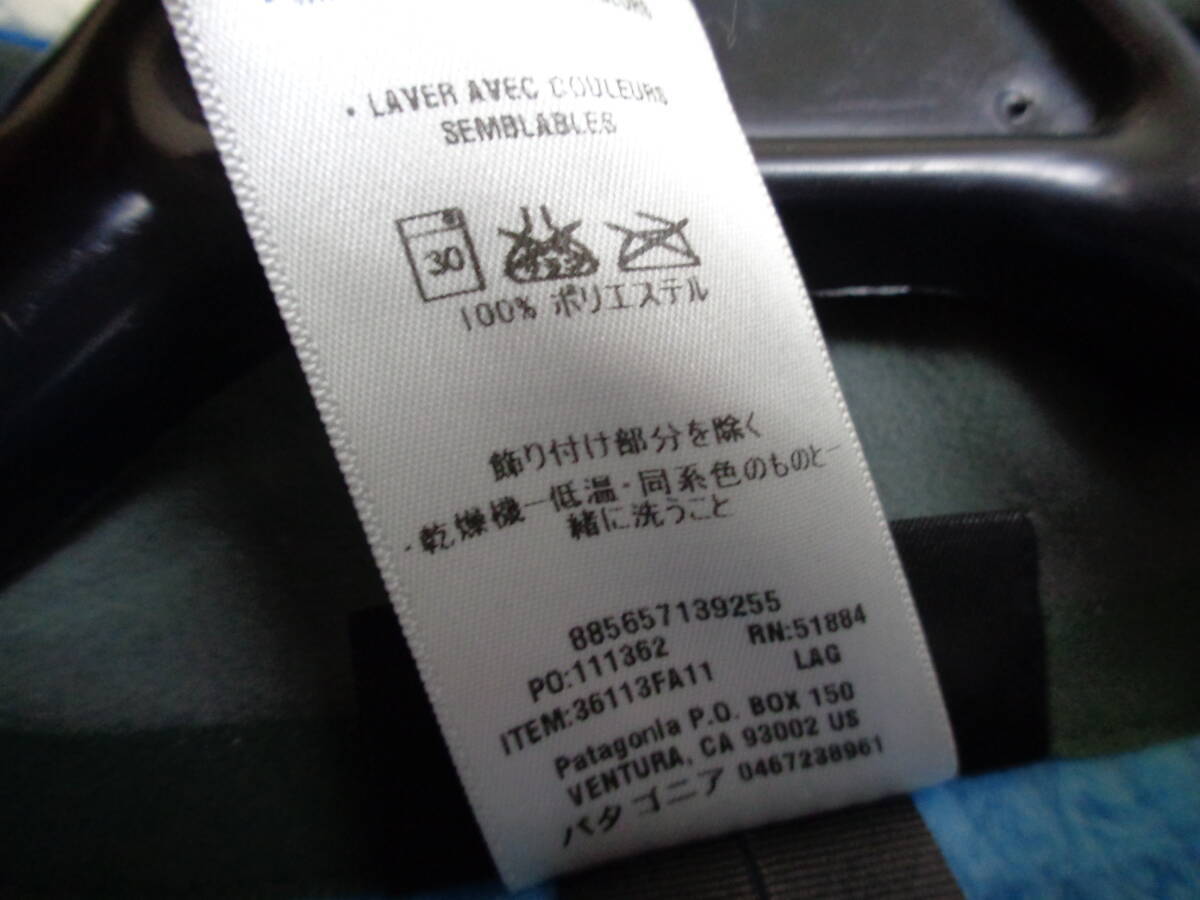 • LAVER AVEC COULEURS
SEMBLABLES
30
100% ポリエステル
飾り付け部分を除く
・乾燥機ー低温・同系色のものと一
緒に洗うこと
885657139255
PO:111362 RN:51884
ITEM:36113FA11 LAG
Patagonia P.O. BOX 150
VENTURA, CA 93002 US
パタゴニア 0467238961